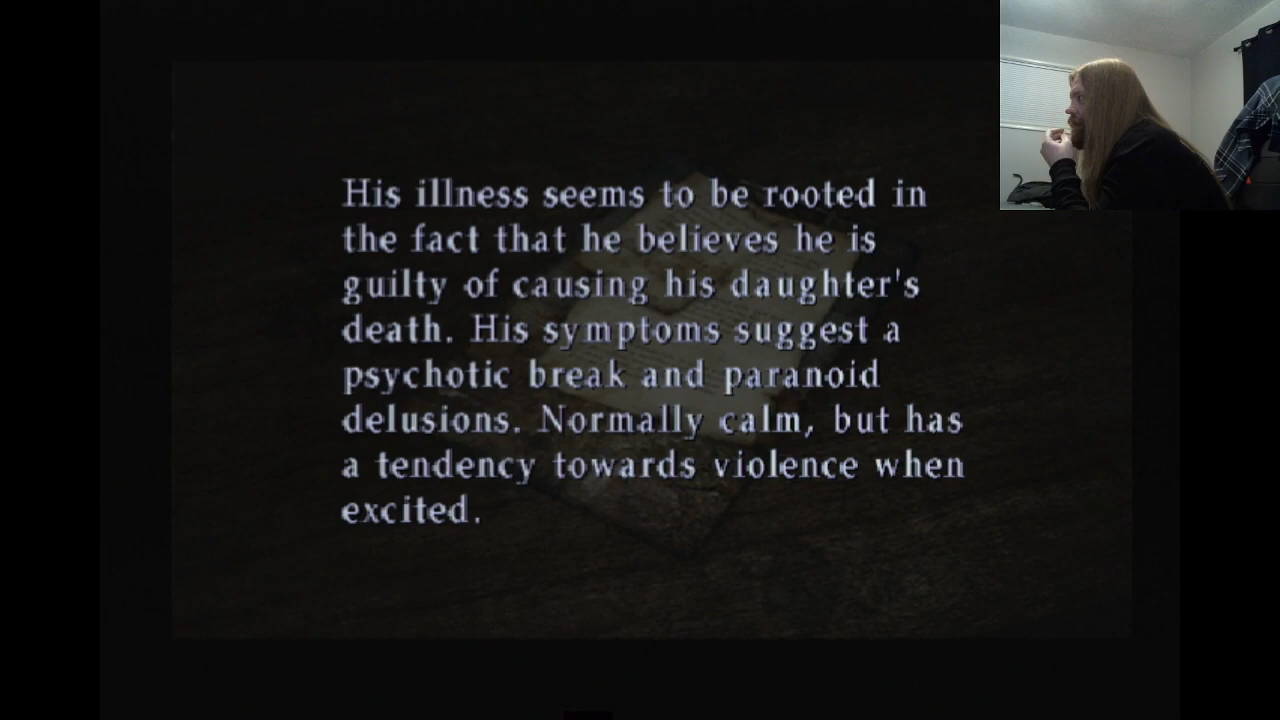 His illness seems to be rooted in
the fact that he believes he is
guilty of causing his daughter's
death. His symptoms suggest a
psychotic break and paranoid
delusions. Normally calm, but has
a tendency towards violence when
excited.